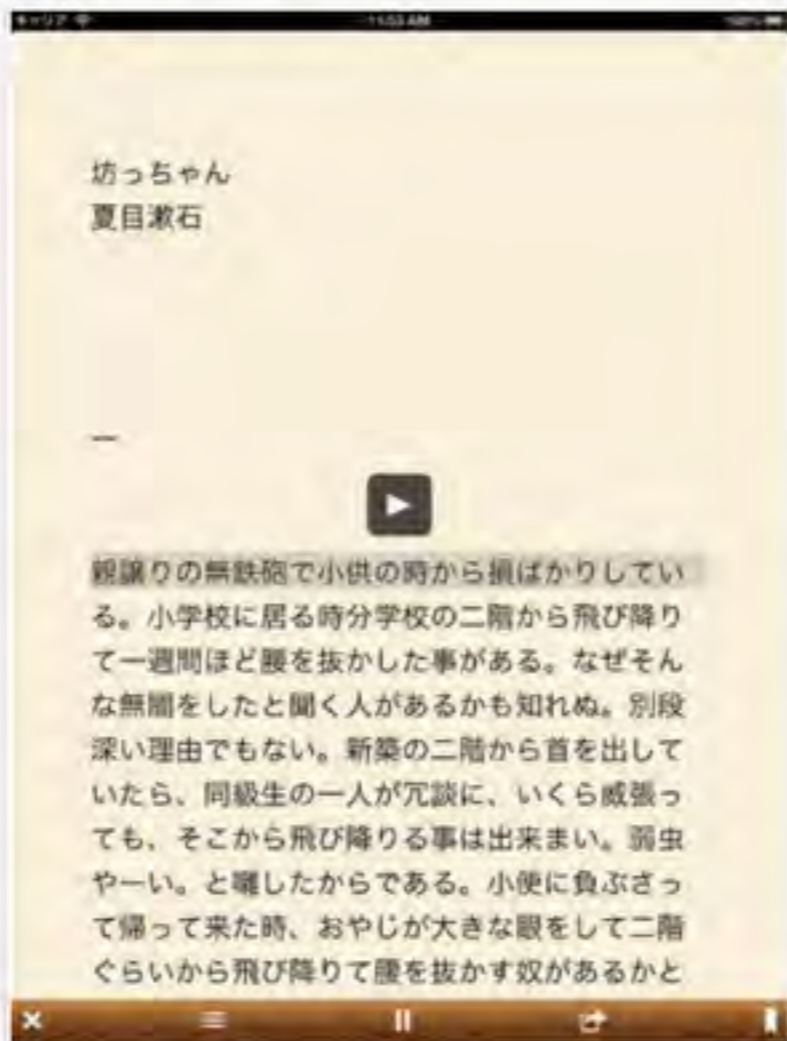 キャリア 11:53 AM 100%
坊っちゃん
夏目漱石
一
親譲りの無鉄砲で小供の時から損ばかりしてい
る。小学校に居る時分学校の二階から飛び降り
て一週間ほど腰を抜かした事がある。なぜそん
な無闇をしたと聞く人があるかも知れぬ。別段
深い理由でもない。新築の二階から首を出して
いたら、同級生の一人が冗談に、いくら威張っ
ても、そこから飛び降りる事は出来まい。弱虫
やーい。と囃したからである。小使に負ぶさっ
て帰って来た時、おやじが大きな眼をして二階
ぐらいから飛び降りて腰を抜かす奴があるかと